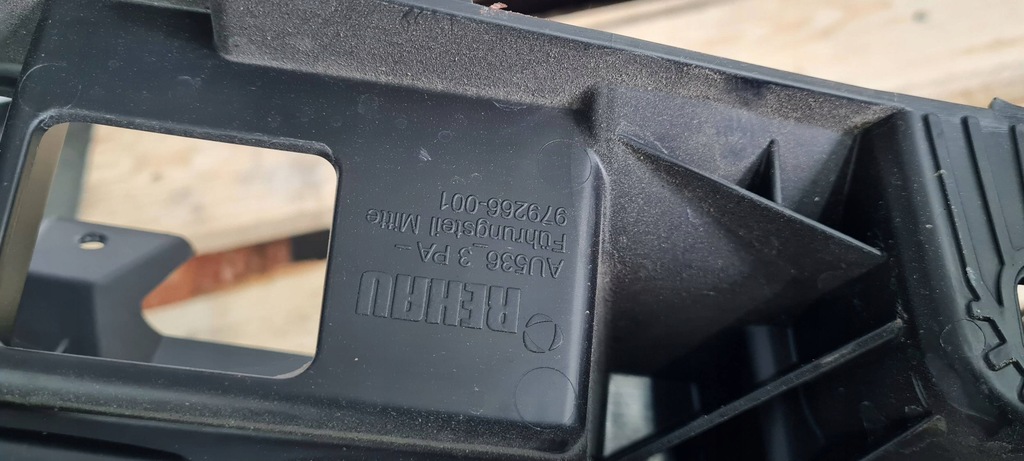 REHAU
AU536_3 PA -
Führungsteil Mitte
979266-001